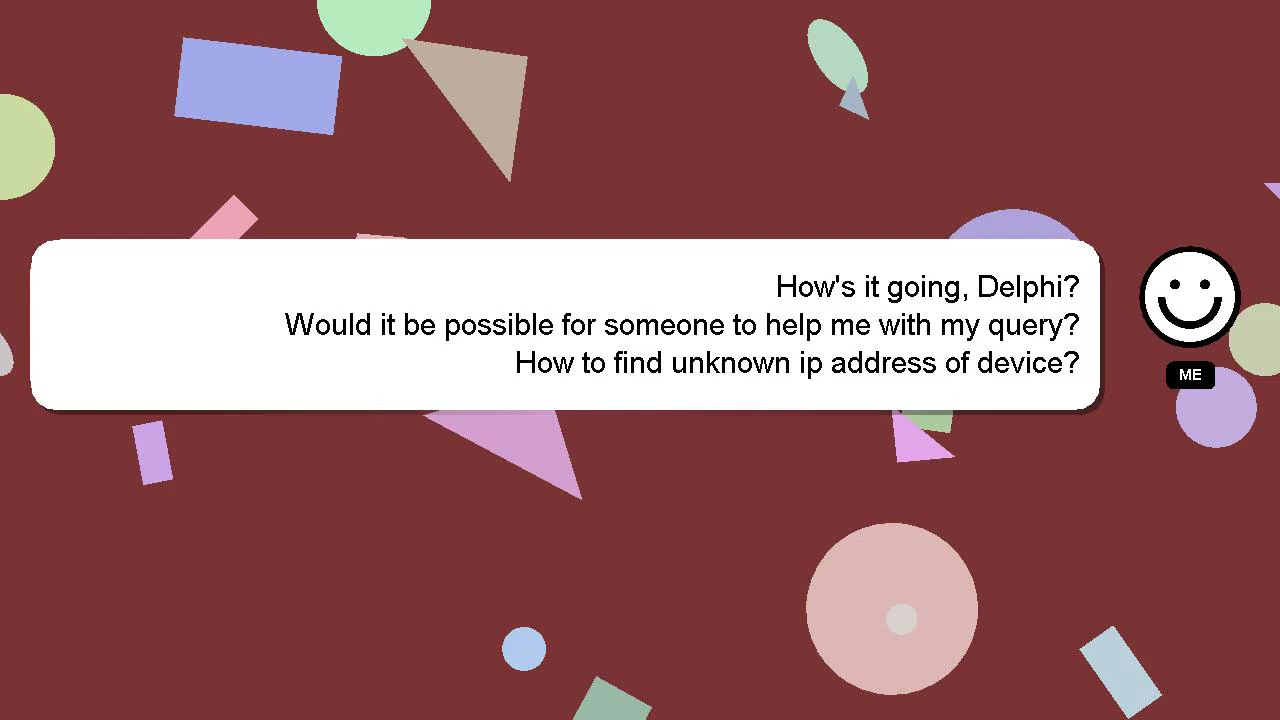 How's it going, Delphi?
Would it be possible for someone to help me with my query?
How to find unknown ip address of device?
ME